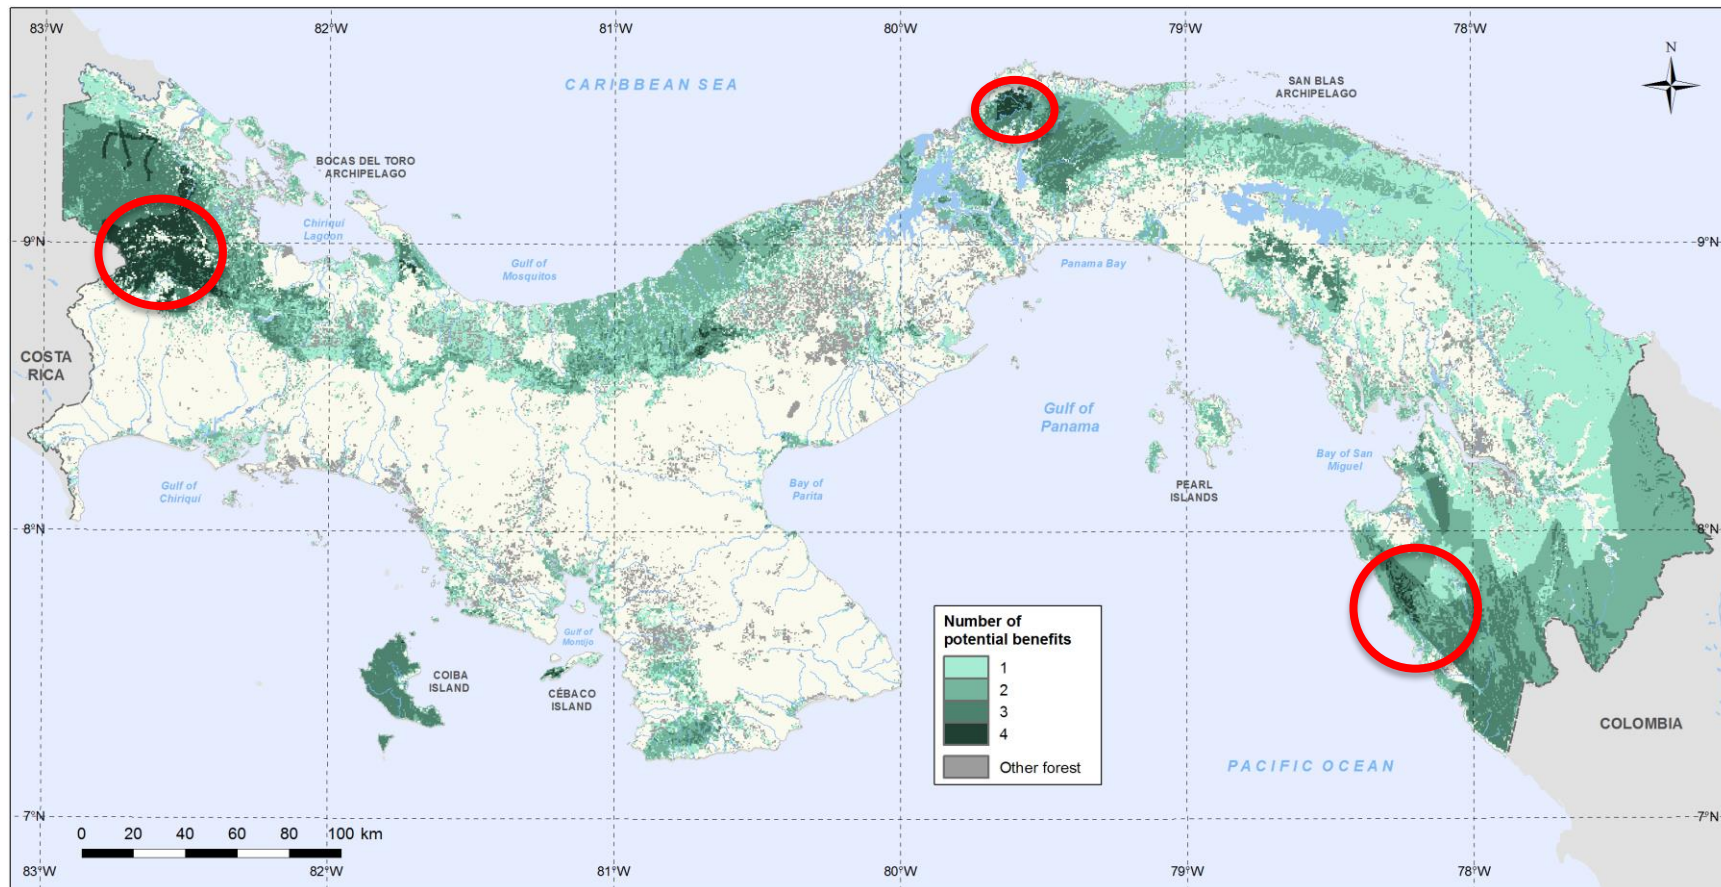 83°W 82°W 81°W 80°W 79°W 78°W
N
CARIBBEAN SEA
SAN BLAS
ARCHIPELAGO
BOCAS DEL TORO
ARCHIPELAGO
Chiriquí
Lagoon
9°N
9°N
Gulf of
Mosquitos
Panama Bay
COSTA
RICA
Gulf of
Panama
Bay of San
Miguel
Gulf of
Chiriquí
Bay of
Parita
PEARL
ISLANDS
8°N
8°N
Number of
potential benefits
1
2
3
4
Other forest
Gulf of
Montijo
COIBA
ISLAND
CÉBACO
ISLAND
COLOMBIA
PACIFIC OCEAN
7°N
7°N
0 20 40 60 80 100 km
83°W 82°W 81°W 80°W 79°W 78°W